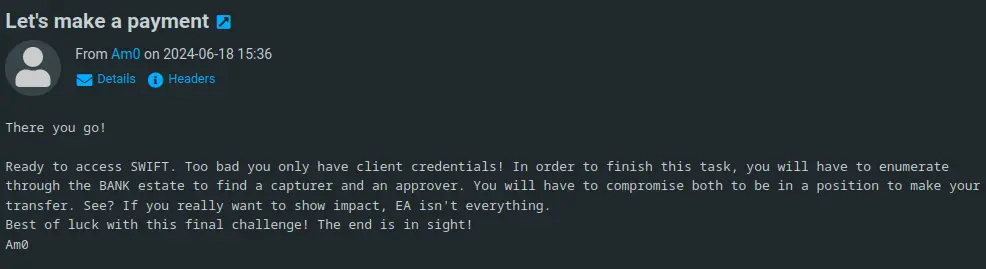 Let's make a payment
From Am0 on 2024-06-18 15:36
Details Headers
There you go!
Ready to access SWIFT. Too bad you only have client credentials! In order to finish this task, you will have to enumerate
through the BANK estate to find a capturer and an approver. You will have to compromise both to be in a position to make your
transfer. See? If you really want to show impact, EA isn't everything.
Best of luck with this final challenge! The end is in sight!
Am0